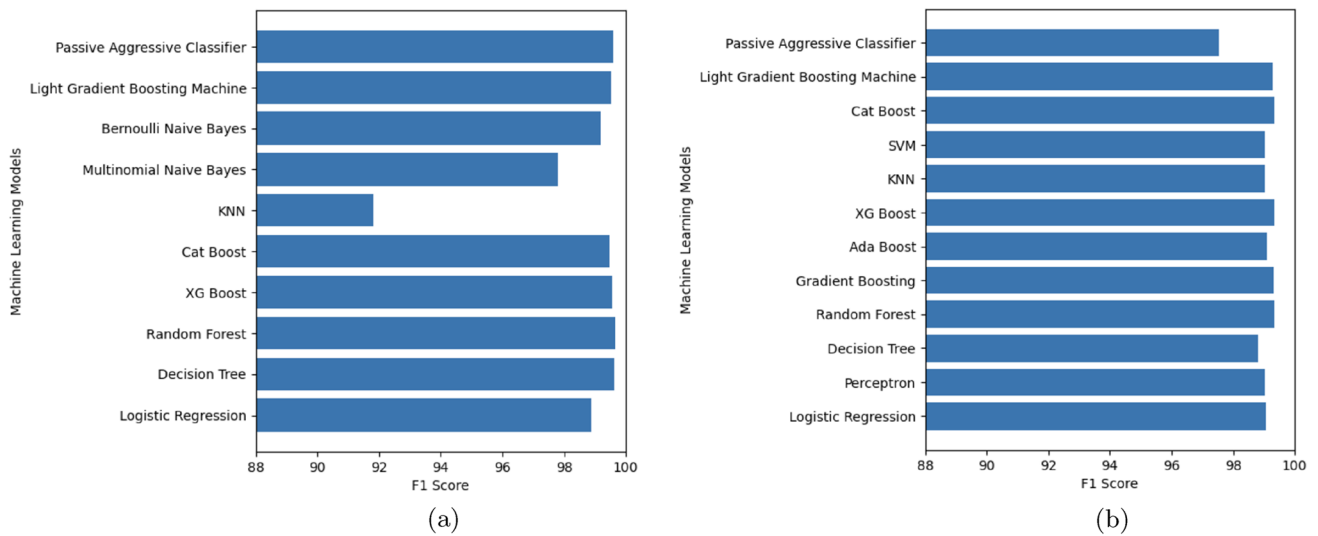 Machine Learning Models
Passive Aggressive Classifier
Light Gradient Boosting Machine
Bernoulli Naive Bayes
Multinomial Naive Bayes
KNN
Cat Boost
XG Boost
Random Forest
Decision Tree
Logistic Regression
88 90 92 94 96 98 100
F1 Score
(a)
Machine Learning Models
Passive Aggressive Classifier
Light Gradient Boosting Machine
Cat Boost
SVM
KNN
XG Boost
Ada Boost
Gradient Boosting
Random Forest
Decision Tree
Perceptron
Logistic Regression
88 90 92 94 96 98 100
F1 Score
(b)